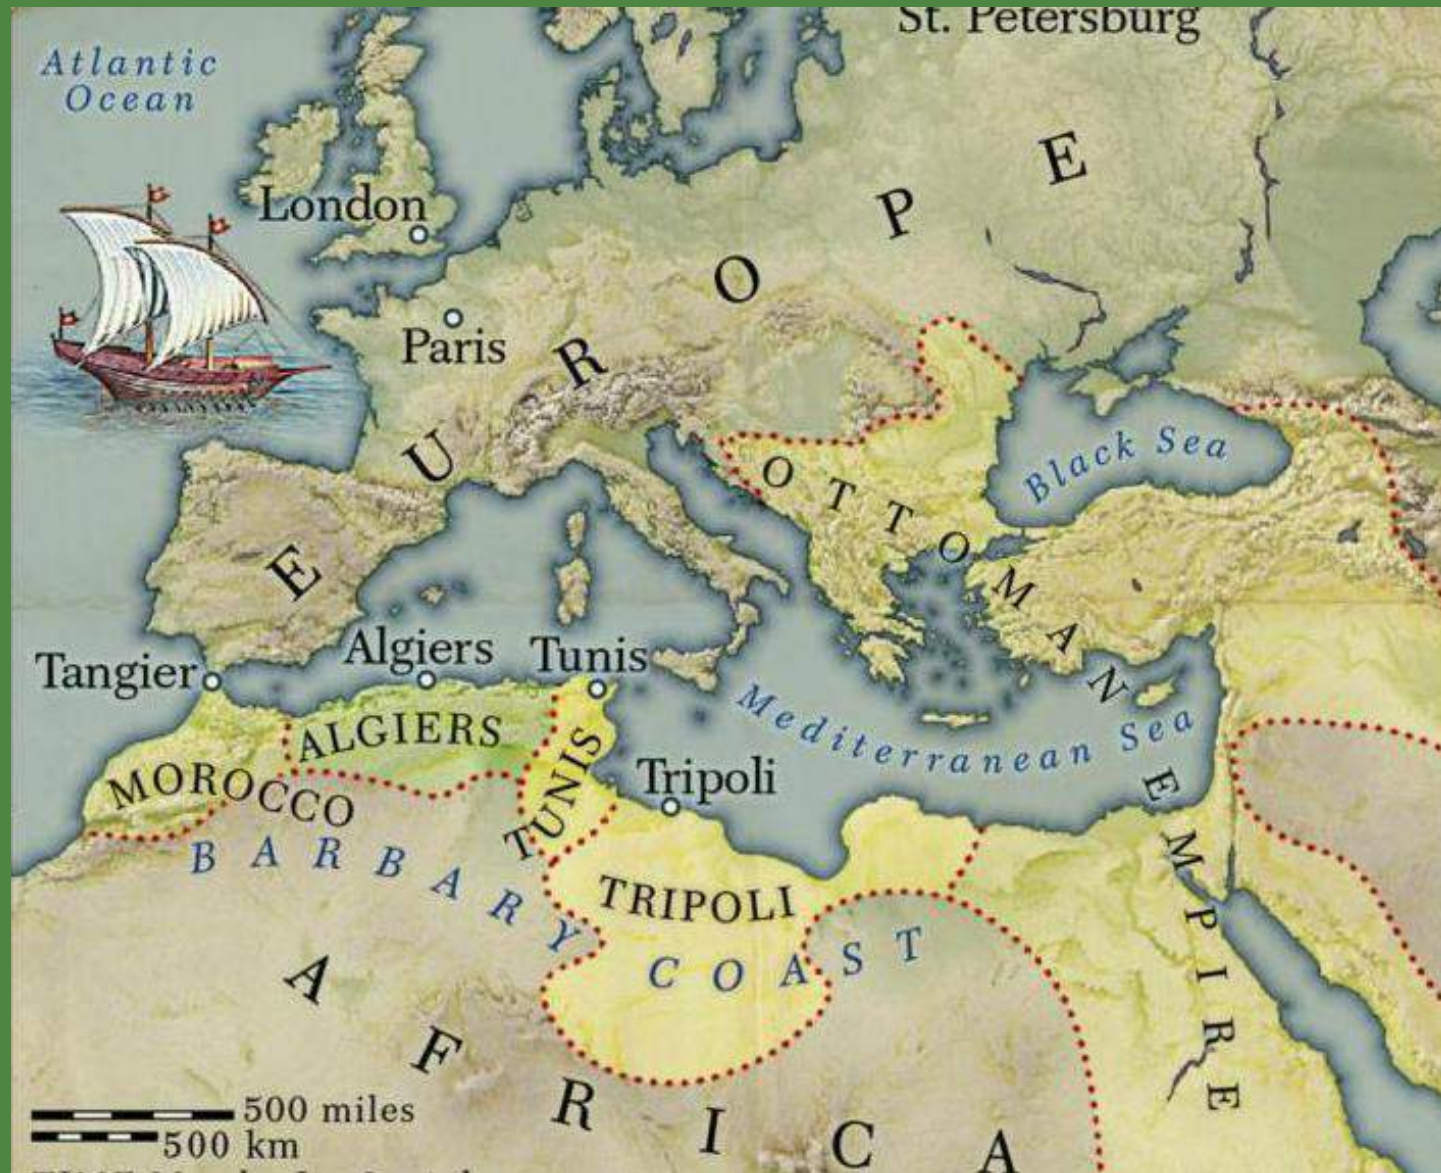 St. Petersburg
Atlantic
Ocean
London
Paris
EUROPE
Black Sea
OTTOMAN EMPIRE
Tangier
Algiers
Tunis
Mediterranean Sea
ALGIERS
TUNIS
Tripoli
MOROCCO
BARBARY COAST
TRIPOLI
AFRICA
500 miles
500 km